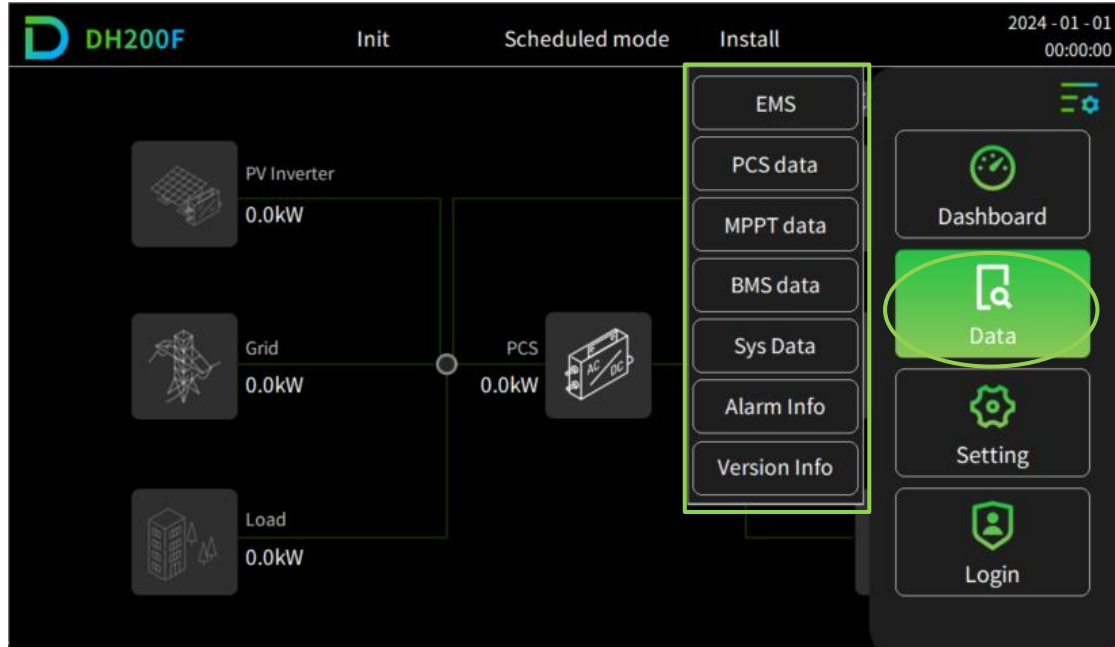 DH200F
Init
Scheduled mode
Install
2024 - 01 - 01
00:00:00
PV Inverter
0.0kW
Grid
0.0kW
PCS
0.0kW
AC
DC
Load
0.0kW
EMS
PCS data
MPPT data
BMS data
Sys Data
Alarm Info
Version Info
Dashboard
Data
Setting
Login